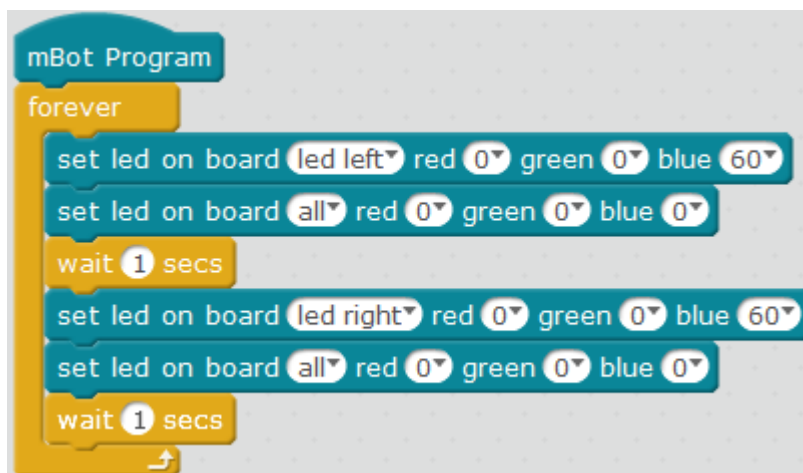 mBot Program
forever
set led on board led left red 0 green 0 blue 60
set led on board all red 0 green 0 blue 0
wait 1 secs
set led on board led right red 0 green 0 blue 60
set led on board all red 0 green 0 blue 0
wait 1 secs